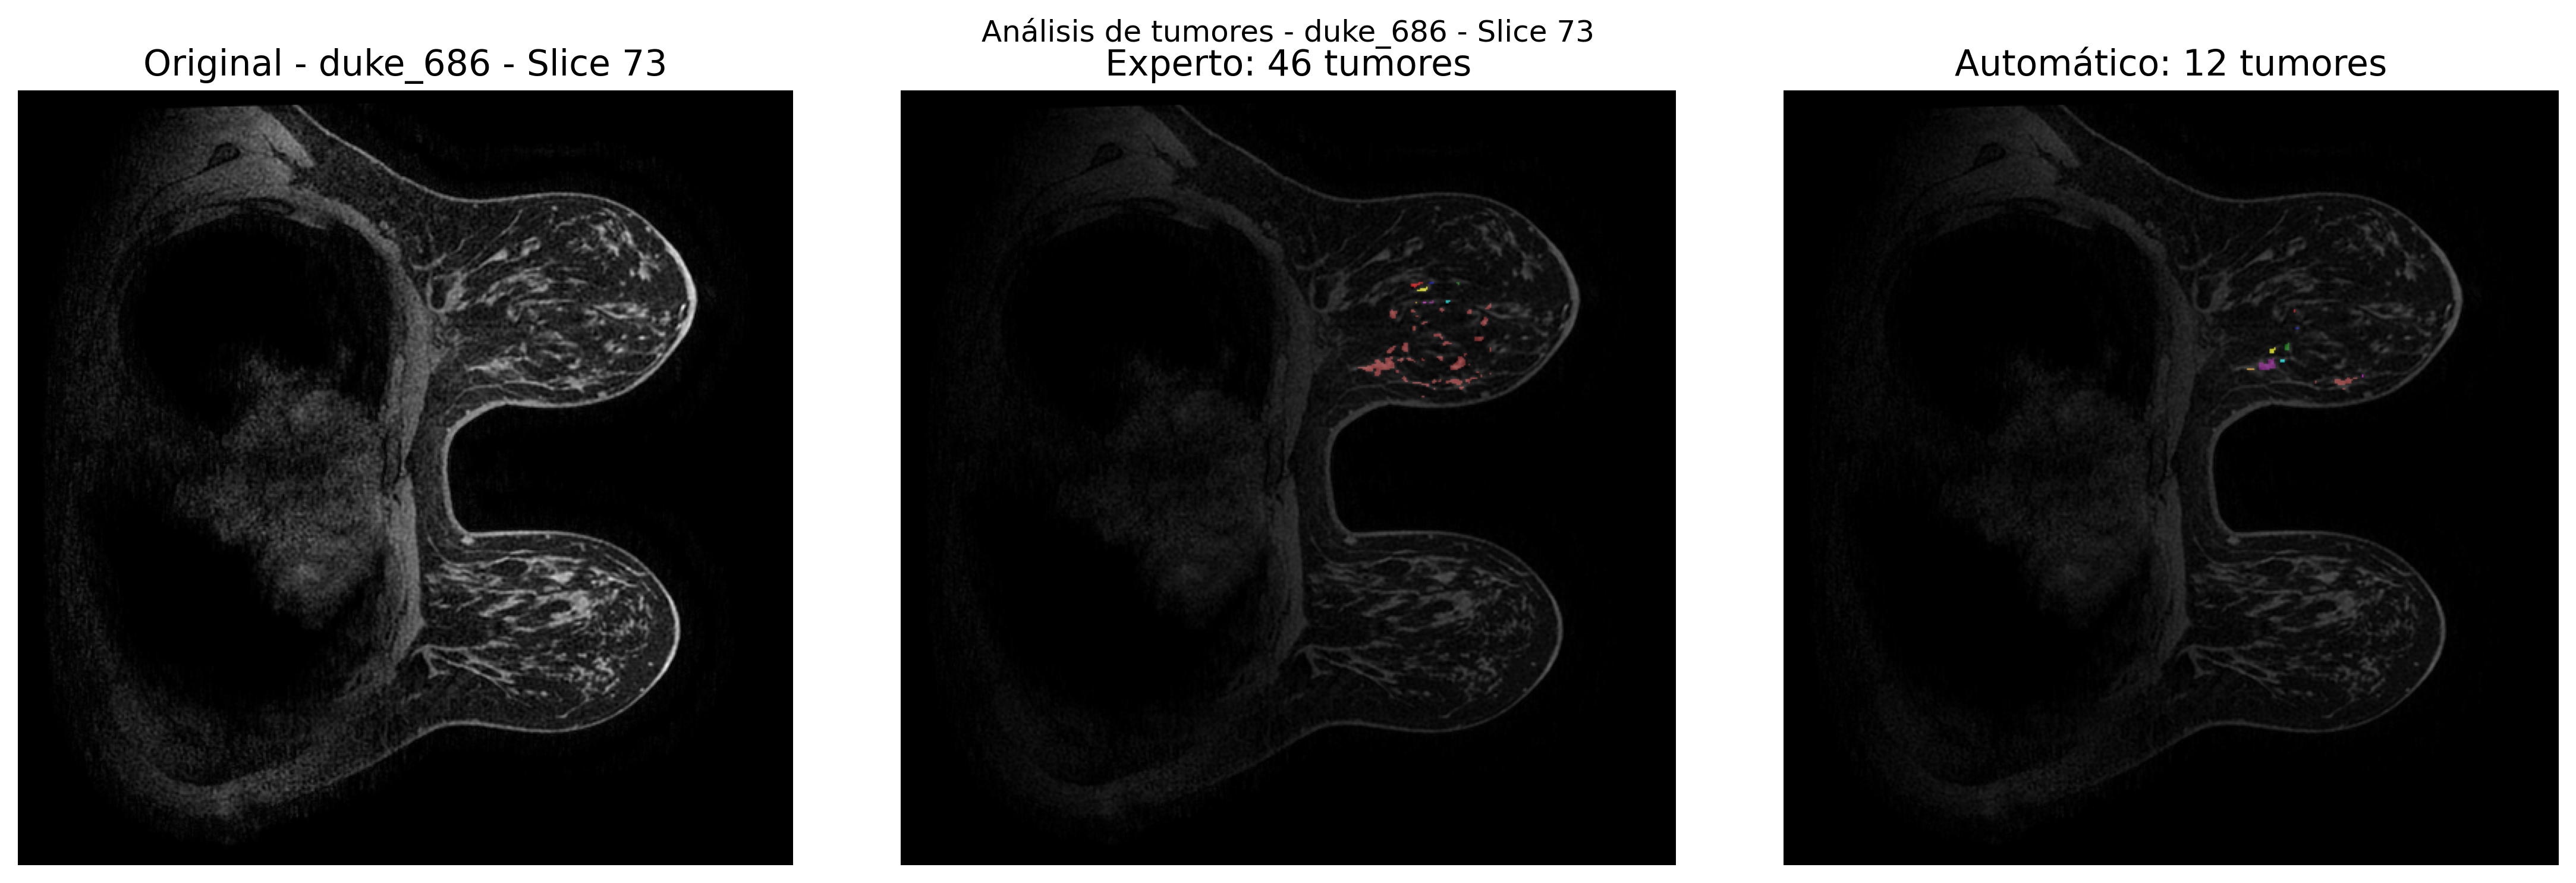 Análisis de tumores - duke_686 - Slice 73
Original - duke_686 - Slice 73
Experto: 46 tumores
Automático: 12 tumores